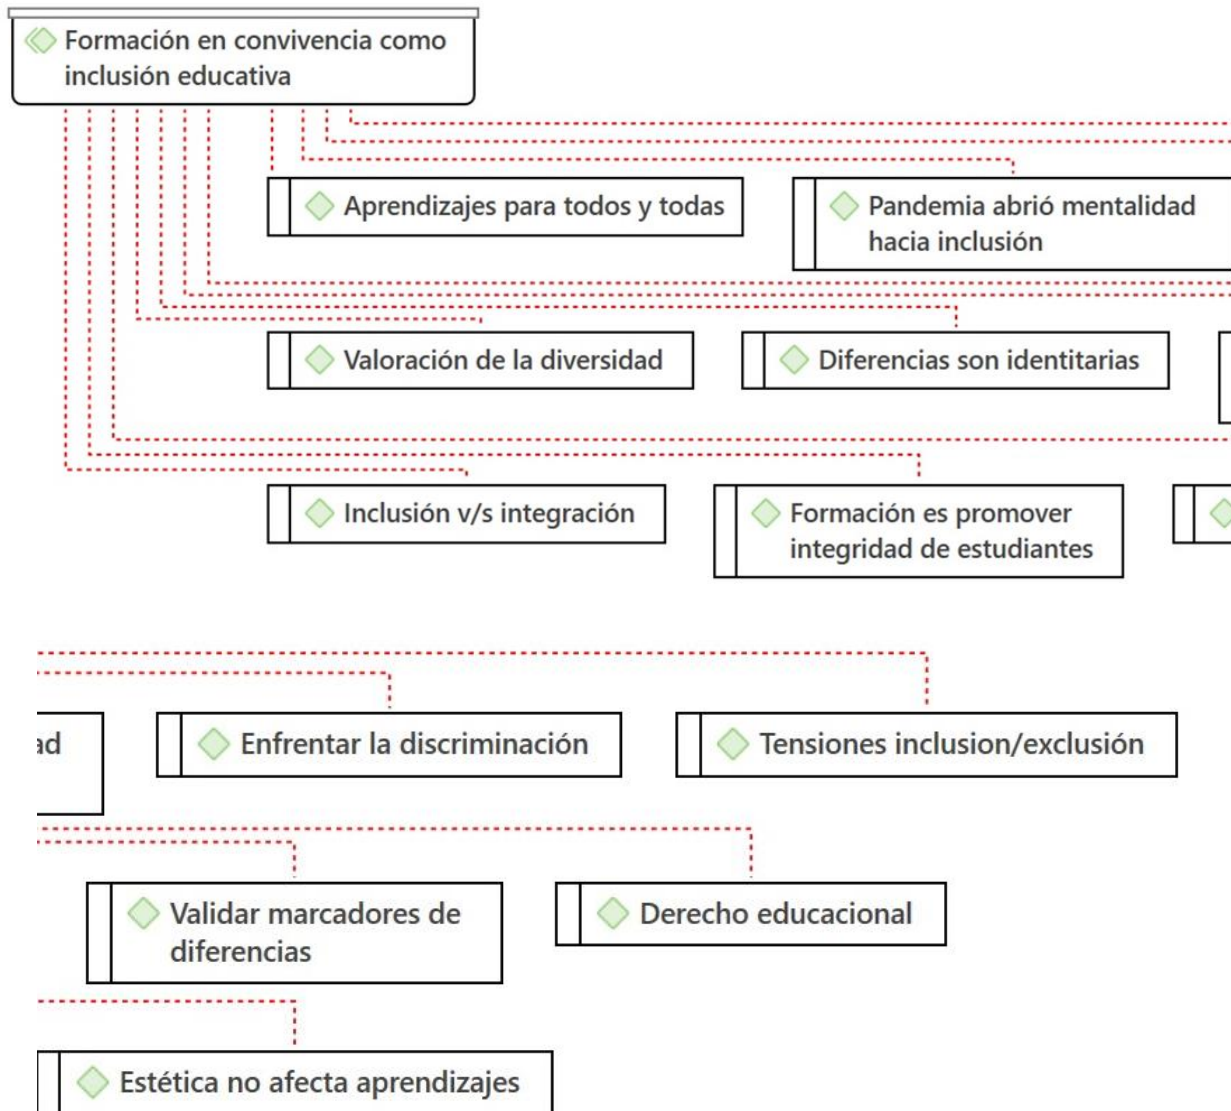 Formación en convivencia como
inclusión educativa
Aprendizajes para todos y todas
Pandemia abrió mentalidad
hacia inclusión
Valoración de la diversidad
Diferencias son identitarias
Inclusión v/s integración
Formación es promover
integridad de estudiantes
ad
Enfrentar la discriminación
Tensiones inclusion/exclusión
Validar marcadores de
diferencias
Derecho educacional
Estética no afecta aprendizajes